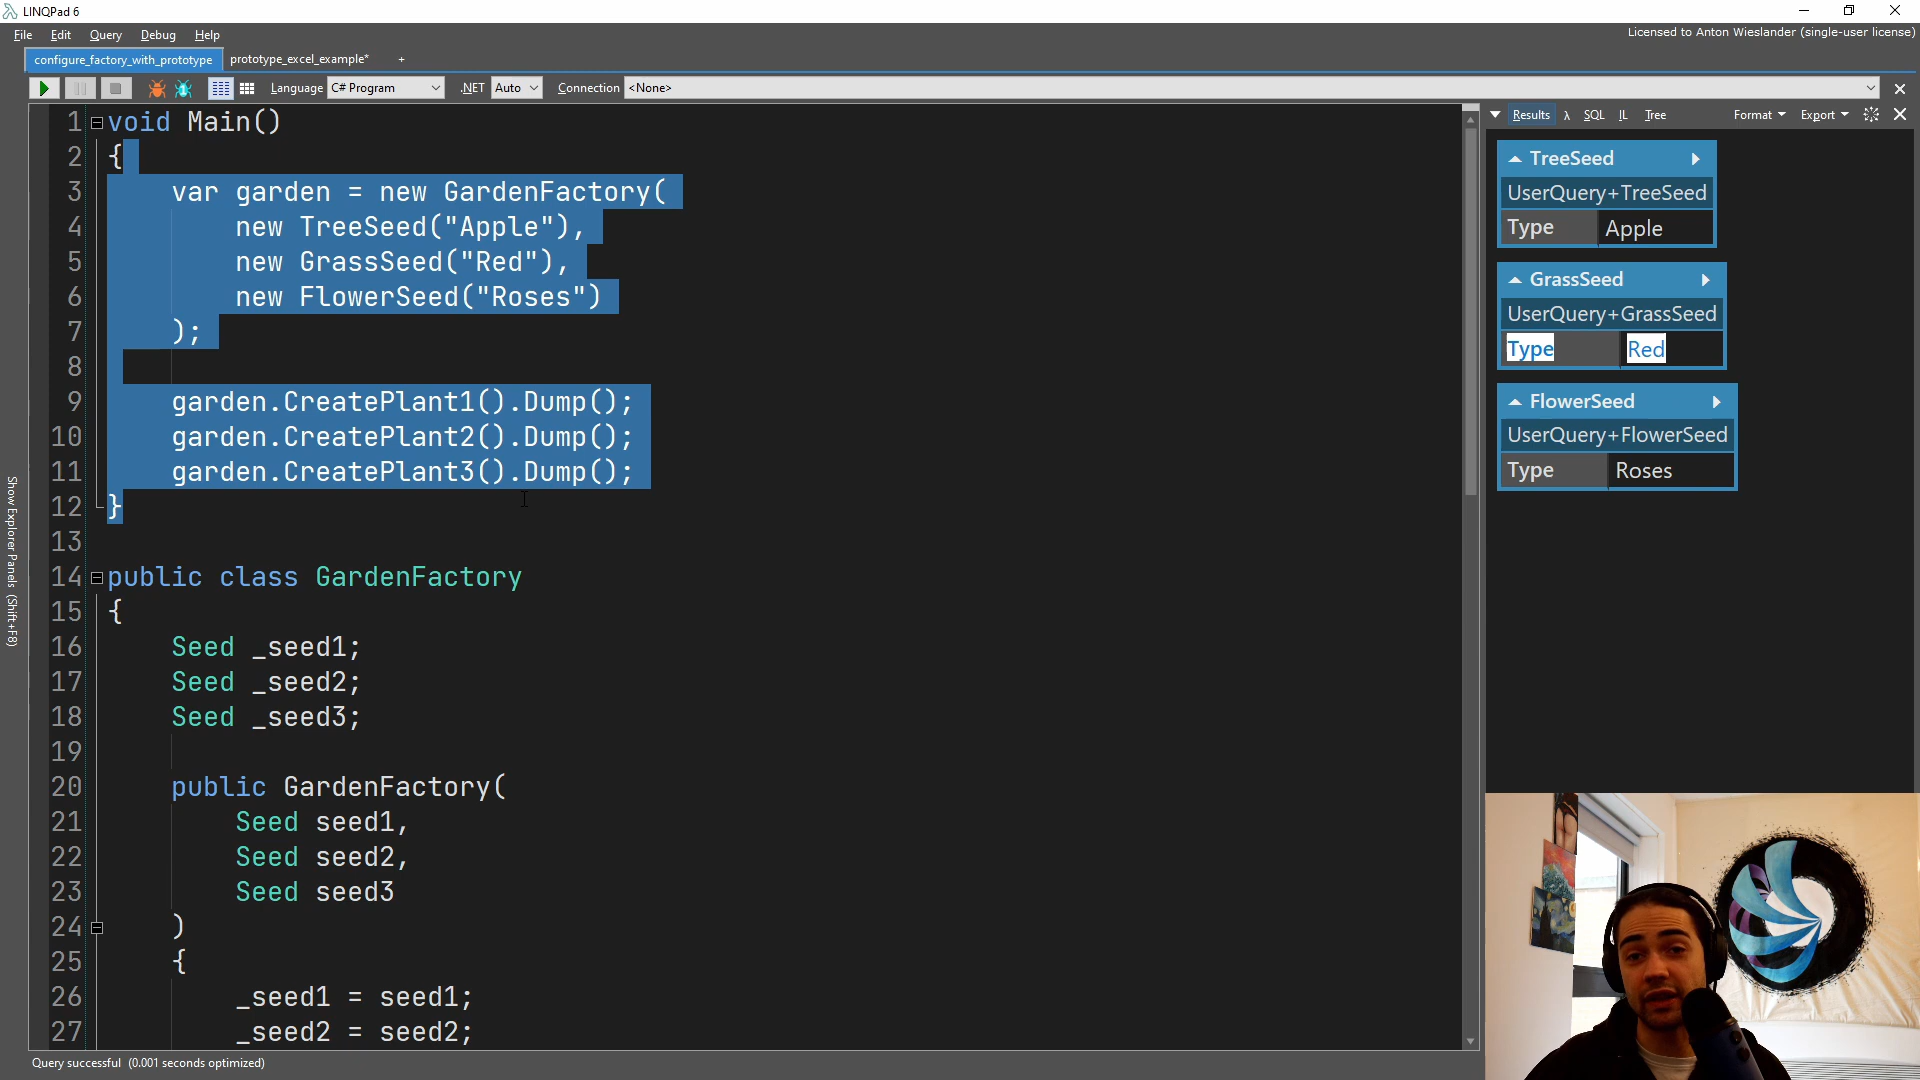 LINQPad 6
File Edit Query Debug Help
Licensed to Anton Wieslander (single-user license)
configure_factory_with_prototype prototype_excel_example* +
Language C# Program .NET Auto Connection <None>
Show Explorer Panels (Shift+F8)
1 void Main()
2 {
3 var garden = new GardenFactory(
4 new TreeSeed("Apple"),
5 new GrassSeed("Red"),
6 new FlowerSeed("Roses")
7 );
8
9 garden.CreatePlant1().Dump();
10 garden.CreatePlant2().Dump();
11 garden.CreatePlant3().Dump();
12 }
13
14 public class GardenFactory
15 {
16 Seed _seed1;
17 Seed _seed2;
18 Seed _seed3;
19
20 public GardenFactory(
21 Seed seed1,
22 Seed seed2,
23 Seed seed3
24 )
25 {
26 _seed1 = seed1;
27 _seed2 = seed2;
Results λ SQL IL Tree Format Export
TreeSeed
UserQuery+TreeSeed
Type Apple
GrassSeed
UserQuery+GrassSeed
Type Red
FlowerSeed
UserQuery+FlowerSeed
Type Roses
Query successful (0.001 seconds optimized)